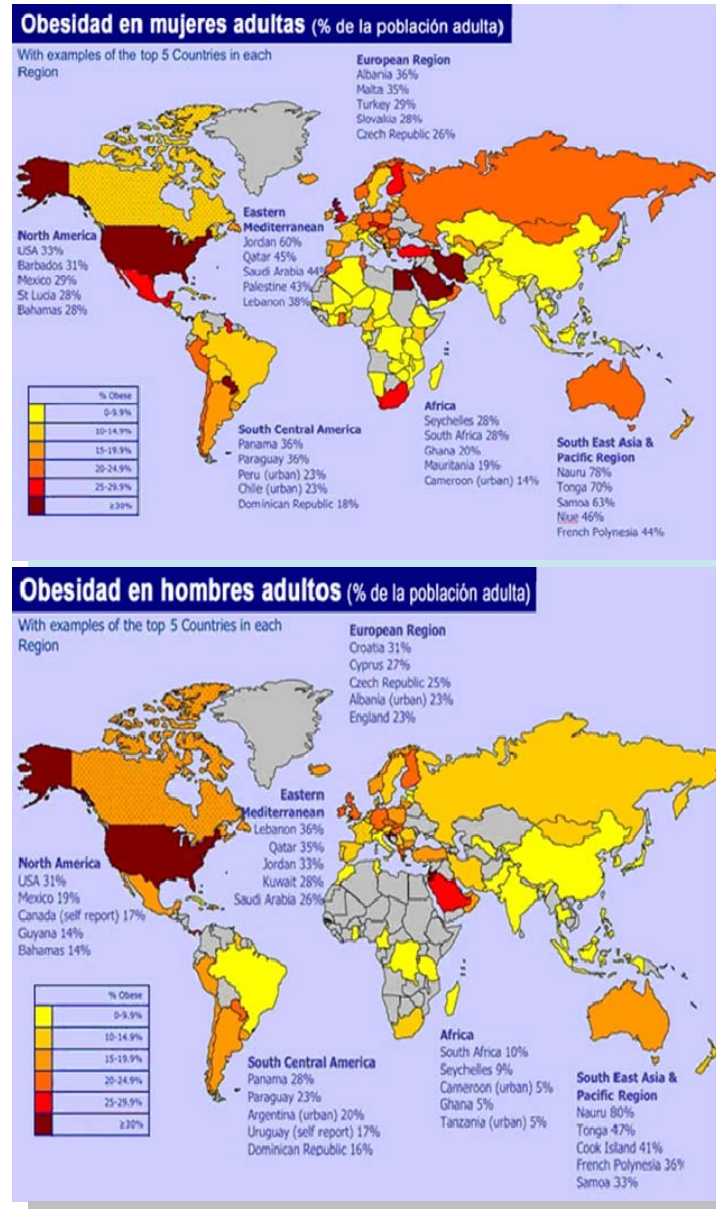 Obesidad en mujeres adultas (% de la población adulta)
With examples of the top 5 Countries in each
Region
European Region
Albania 36%
Malta 35%
Turkey 29%
Slovakia 28%
Czech Republic 26%
North America
USA 33%
Barbados 31%
Mexico 29%
St Lucia 28%
Bahamas 28%
Eastern
Mediterranean
Jordan 60%
Qatar 45%
Saudi Arabia 44%
Palestine 43%
Lebanon 38%
% Obese
0-9.9%
10-14.9%
15-19.9%
20-24.9%
25-29.9%
≥30%
South Central America
Panama 36%
Paraguay 36%
Peru (urban) 23%
Chile (urban) 23%
Dominican Republic 18%
Africa
Seychelles 28%
South Africa 28%
Ghana 20%
Mauritania 19%
Cameroon (urban) 14%
South East Asia &
Pacific Region
Nauru 78%
Tonga 70%
Samoa 63%
Niue 46%
French Polynesia 44%
Obesidad en hombres adultos (% de la población adulta)
With examples of the top 5 Countries in each
Region
European Region
Croatia 31%
Cyprus 27%
Czech Republic 25%
Albania (urban) 23%
England 23%
Eastern
Mediterranean
Lebanon 36%
Qatar 35%
Jordan 33%
Kuwait 28%
Saudi Arabia 26%
North America
USA 31%
Mexico 19%
Canada (self report) 17%
Guyana 14%
Bahamas 14%
% Obese
0-9.9%
10-14.9%
15-19.9%
20-24.9%
25-29.9%
≥30%
South Central America
Panama 28%
Paraguay 23%
Argentina (urban) 20%
Uruguay (self report) 17%
Dominican Republic 16%
Africa
South Africa 10%
Seychelles 9%
Cameroon (urban) 5%
Ghana 5%
Tanzania (urban) 5%
South East Asia &
Pacific Region
Nauru 80%
Tonga 47%
Cook Island 41%
French Polynesia 36%
Samoa 33%